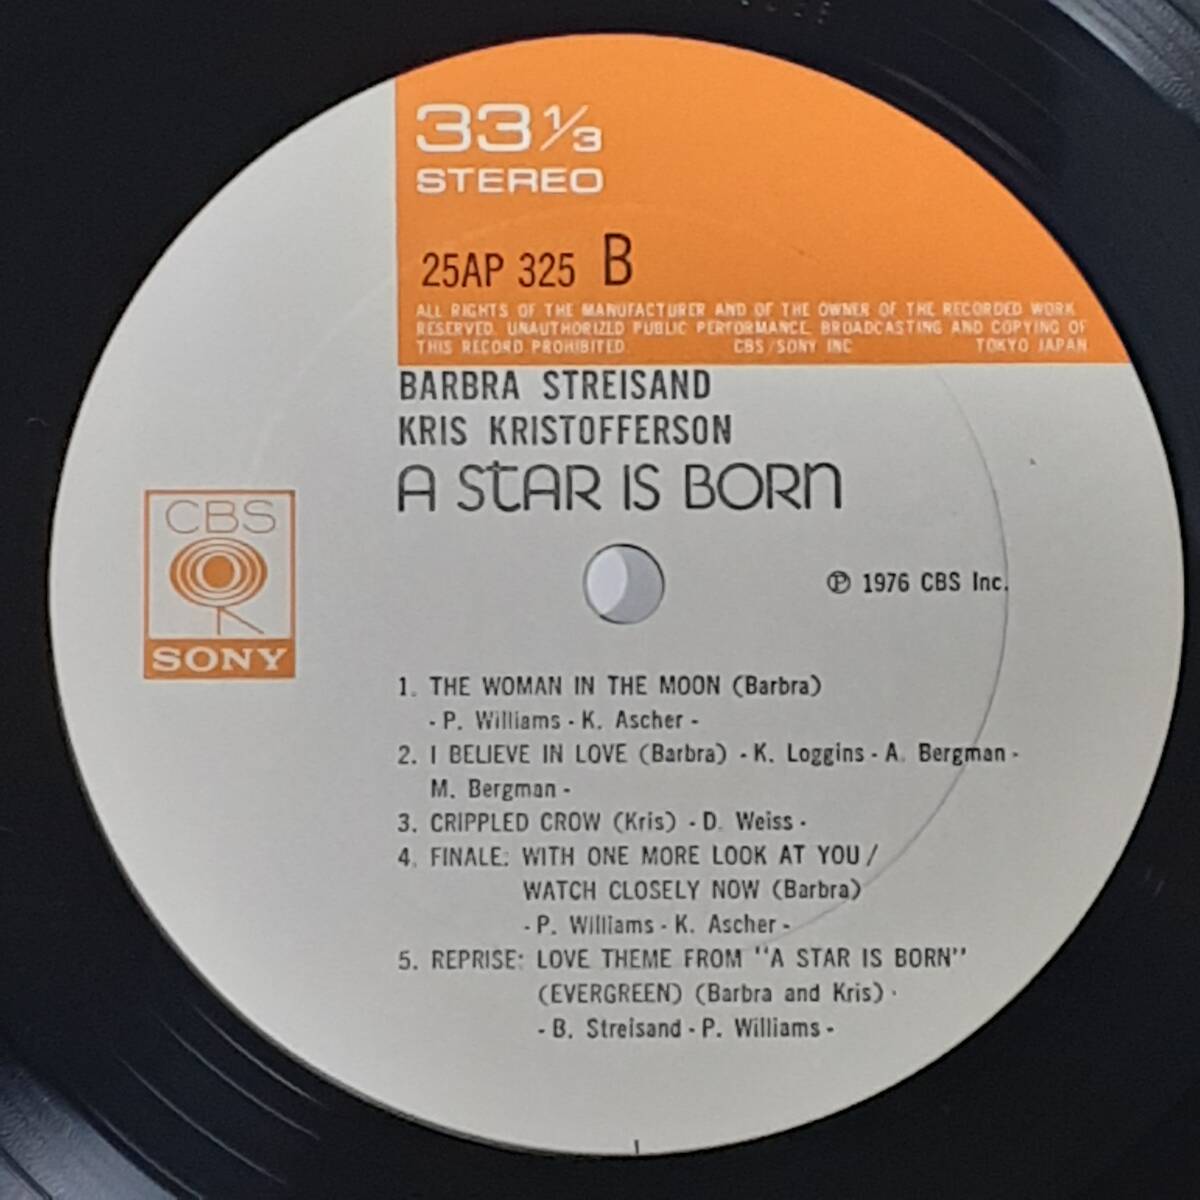 33 1/3
STEREO
25AP 325 B
ALL RIGHTS OF THE MANUFACTURER AND OF THE OWNER OF THE RECORDED WORK
RESERVED. UNAUTHORIZED PUBLIC PERFORMANCE, BROADCASTING AND COPYING OF
THIS RECORD PROHIBITED CBS/SONY INC TOKYO JAPAN
BARBRA STREISAND
KRIS KRISTOFFERSON
A StAR IS BORn
CBS
SONY
℗ 1976 CBS Inc.
1. THE WOMAN IN THE MOON (Barbra)
- P. Williams - K. Ascher -
2. I BELIEVE IN LOVE (Barbra) - K. Loggins - A. Bergman -
M. Bergman -
3. CRIPPLED CROW (Kris) - D. Weiss -
4. FINALE: WITH ONE MORE LOOK AT YOU /
WATCH CLOSELY NOW (Barbra)
- P. Williams - K. Ascher -
5. REPRISE: LOVE THEME FROM "A STAR IS BORN"
(EVERGREEN) (Barbra and Kris) -
- B. Streisand - P. Williams -